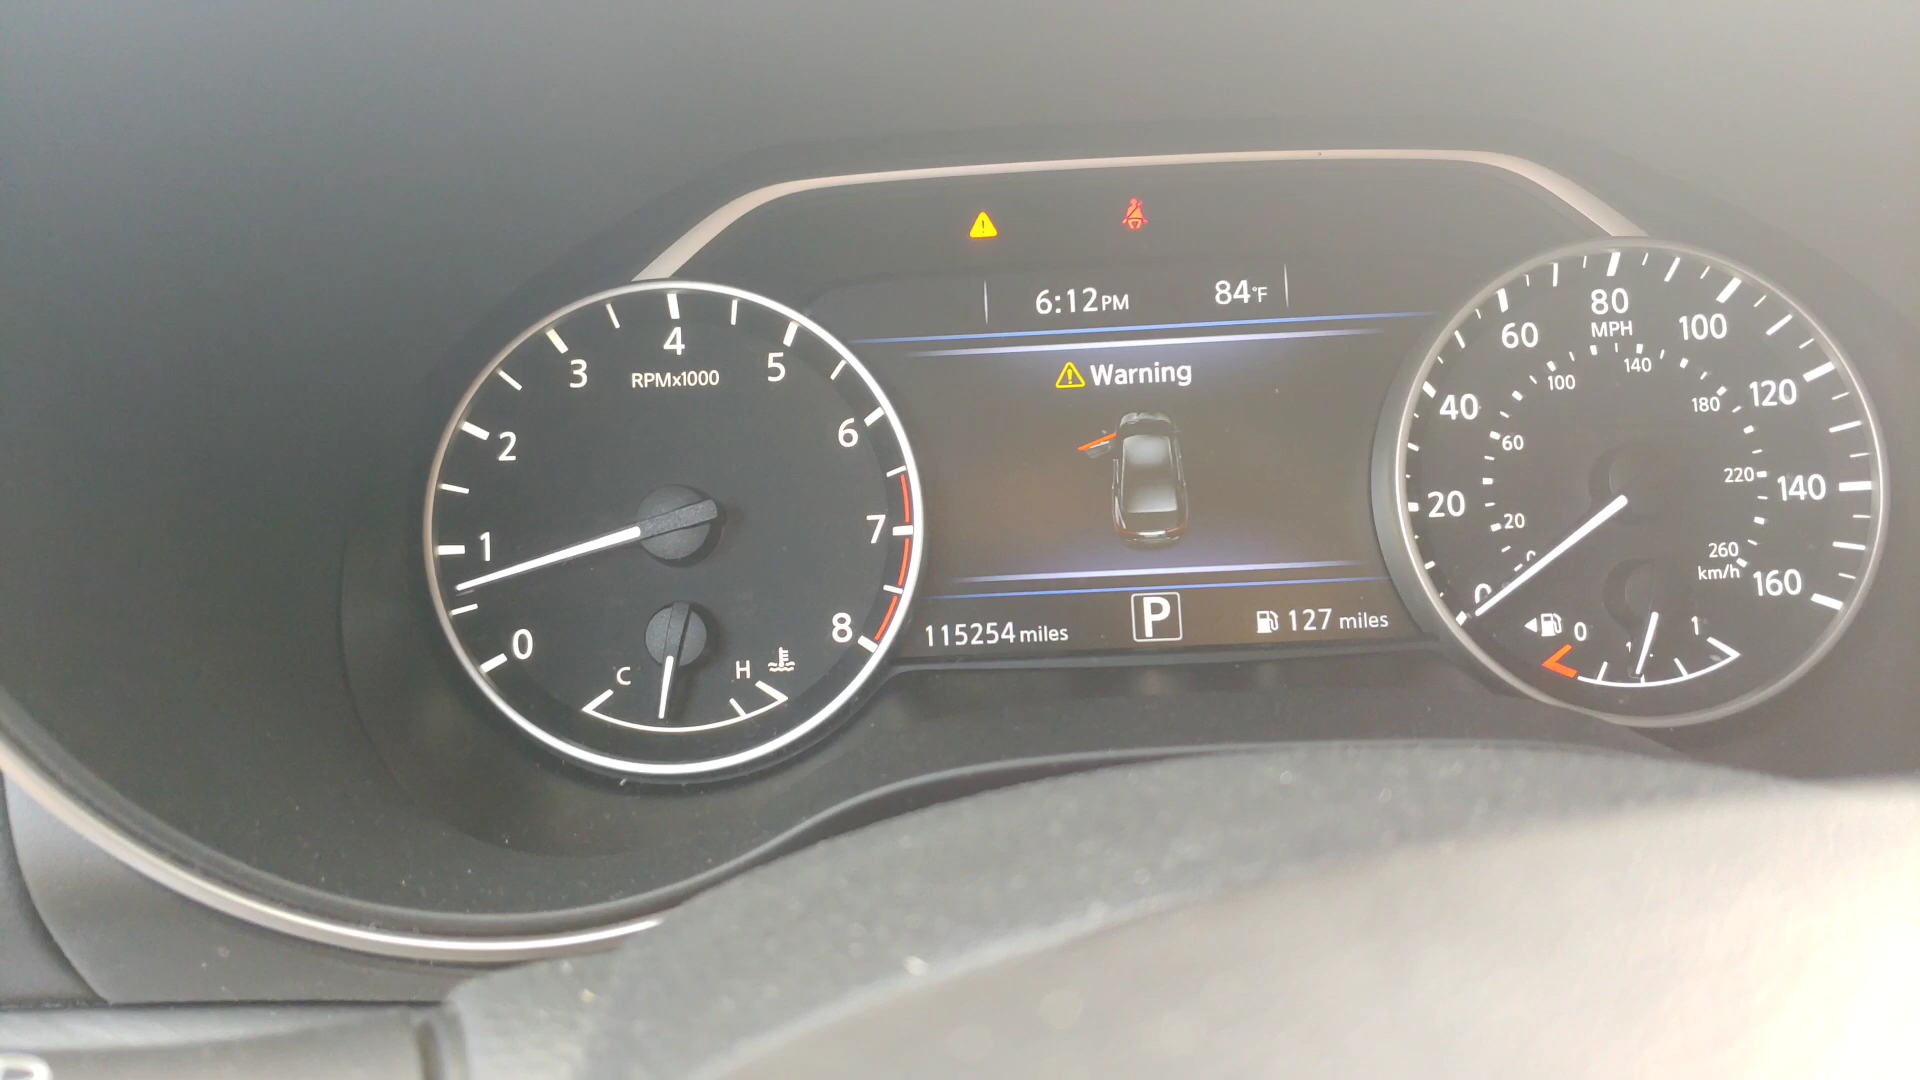 6:12PM 84°F
Warning
RPMx1000
0 1 2 3 4 5 6 7 8
C H
115254 miles
P
127 miles
MPH
0 20 40 60 80 100 120 140 160
20 60 100 140 180 220 260
km/h
0 1